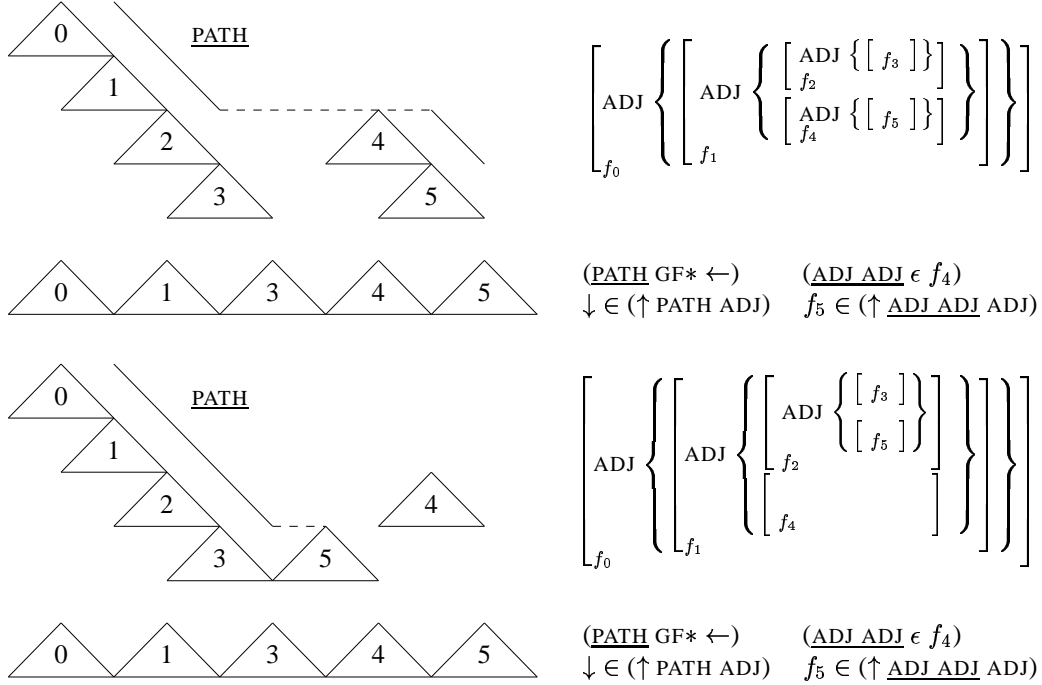 0
PATH
1
2
4
3
5
ADJ { [ ADJ { [ ADJ { [ f₃ ] } f₂ ]
[ ADJ { [ f₅ ] } f₄ ] } f₁ ] } f₀
0 1 3 4 5
(PATH GF* ←) (ADJ ADJ ϵ f₄)
↓ ∈ (↑ PATH ADJ) f₅ ∈ (↑ ADJ ADJ ADJ)
0
PATH
1
2
4
3 5
ADJ { [ ADJ { [ ADJ { [ f₃ ]
[ f₅ ] } f₂ ]
[ f₄ ] } f₁ ] } f₀
0 1 3 4 5
(PATH GF* ←) (ADJ ADJ ϵ f₄)
↓ ∈ (↑ PATH ADJ) f₅ ∈ (↑ ADJ ADJ ADJ)